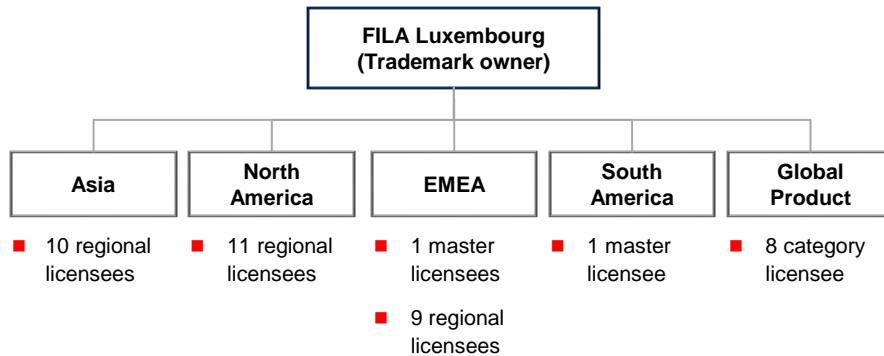 FILA Luxembourg
(Trademark owner)
Asia
North
America
EMEA
South
America
Global
Product
10 regional
licensees
11 regional
licensees
1 master
licensees
9 regional
licensees
1 master
licensee
8 category
licensee